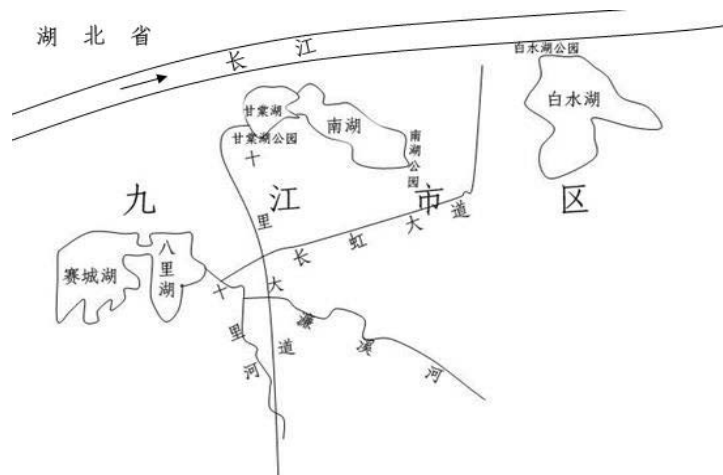 湖北省
长江
白水湖公园
白水湖
甘棠湖
南湖
甘棠湖公园
南湖公园
九江市区
十里大道
长虹大道
赛城湖
八里湖
十里河
濂溪河